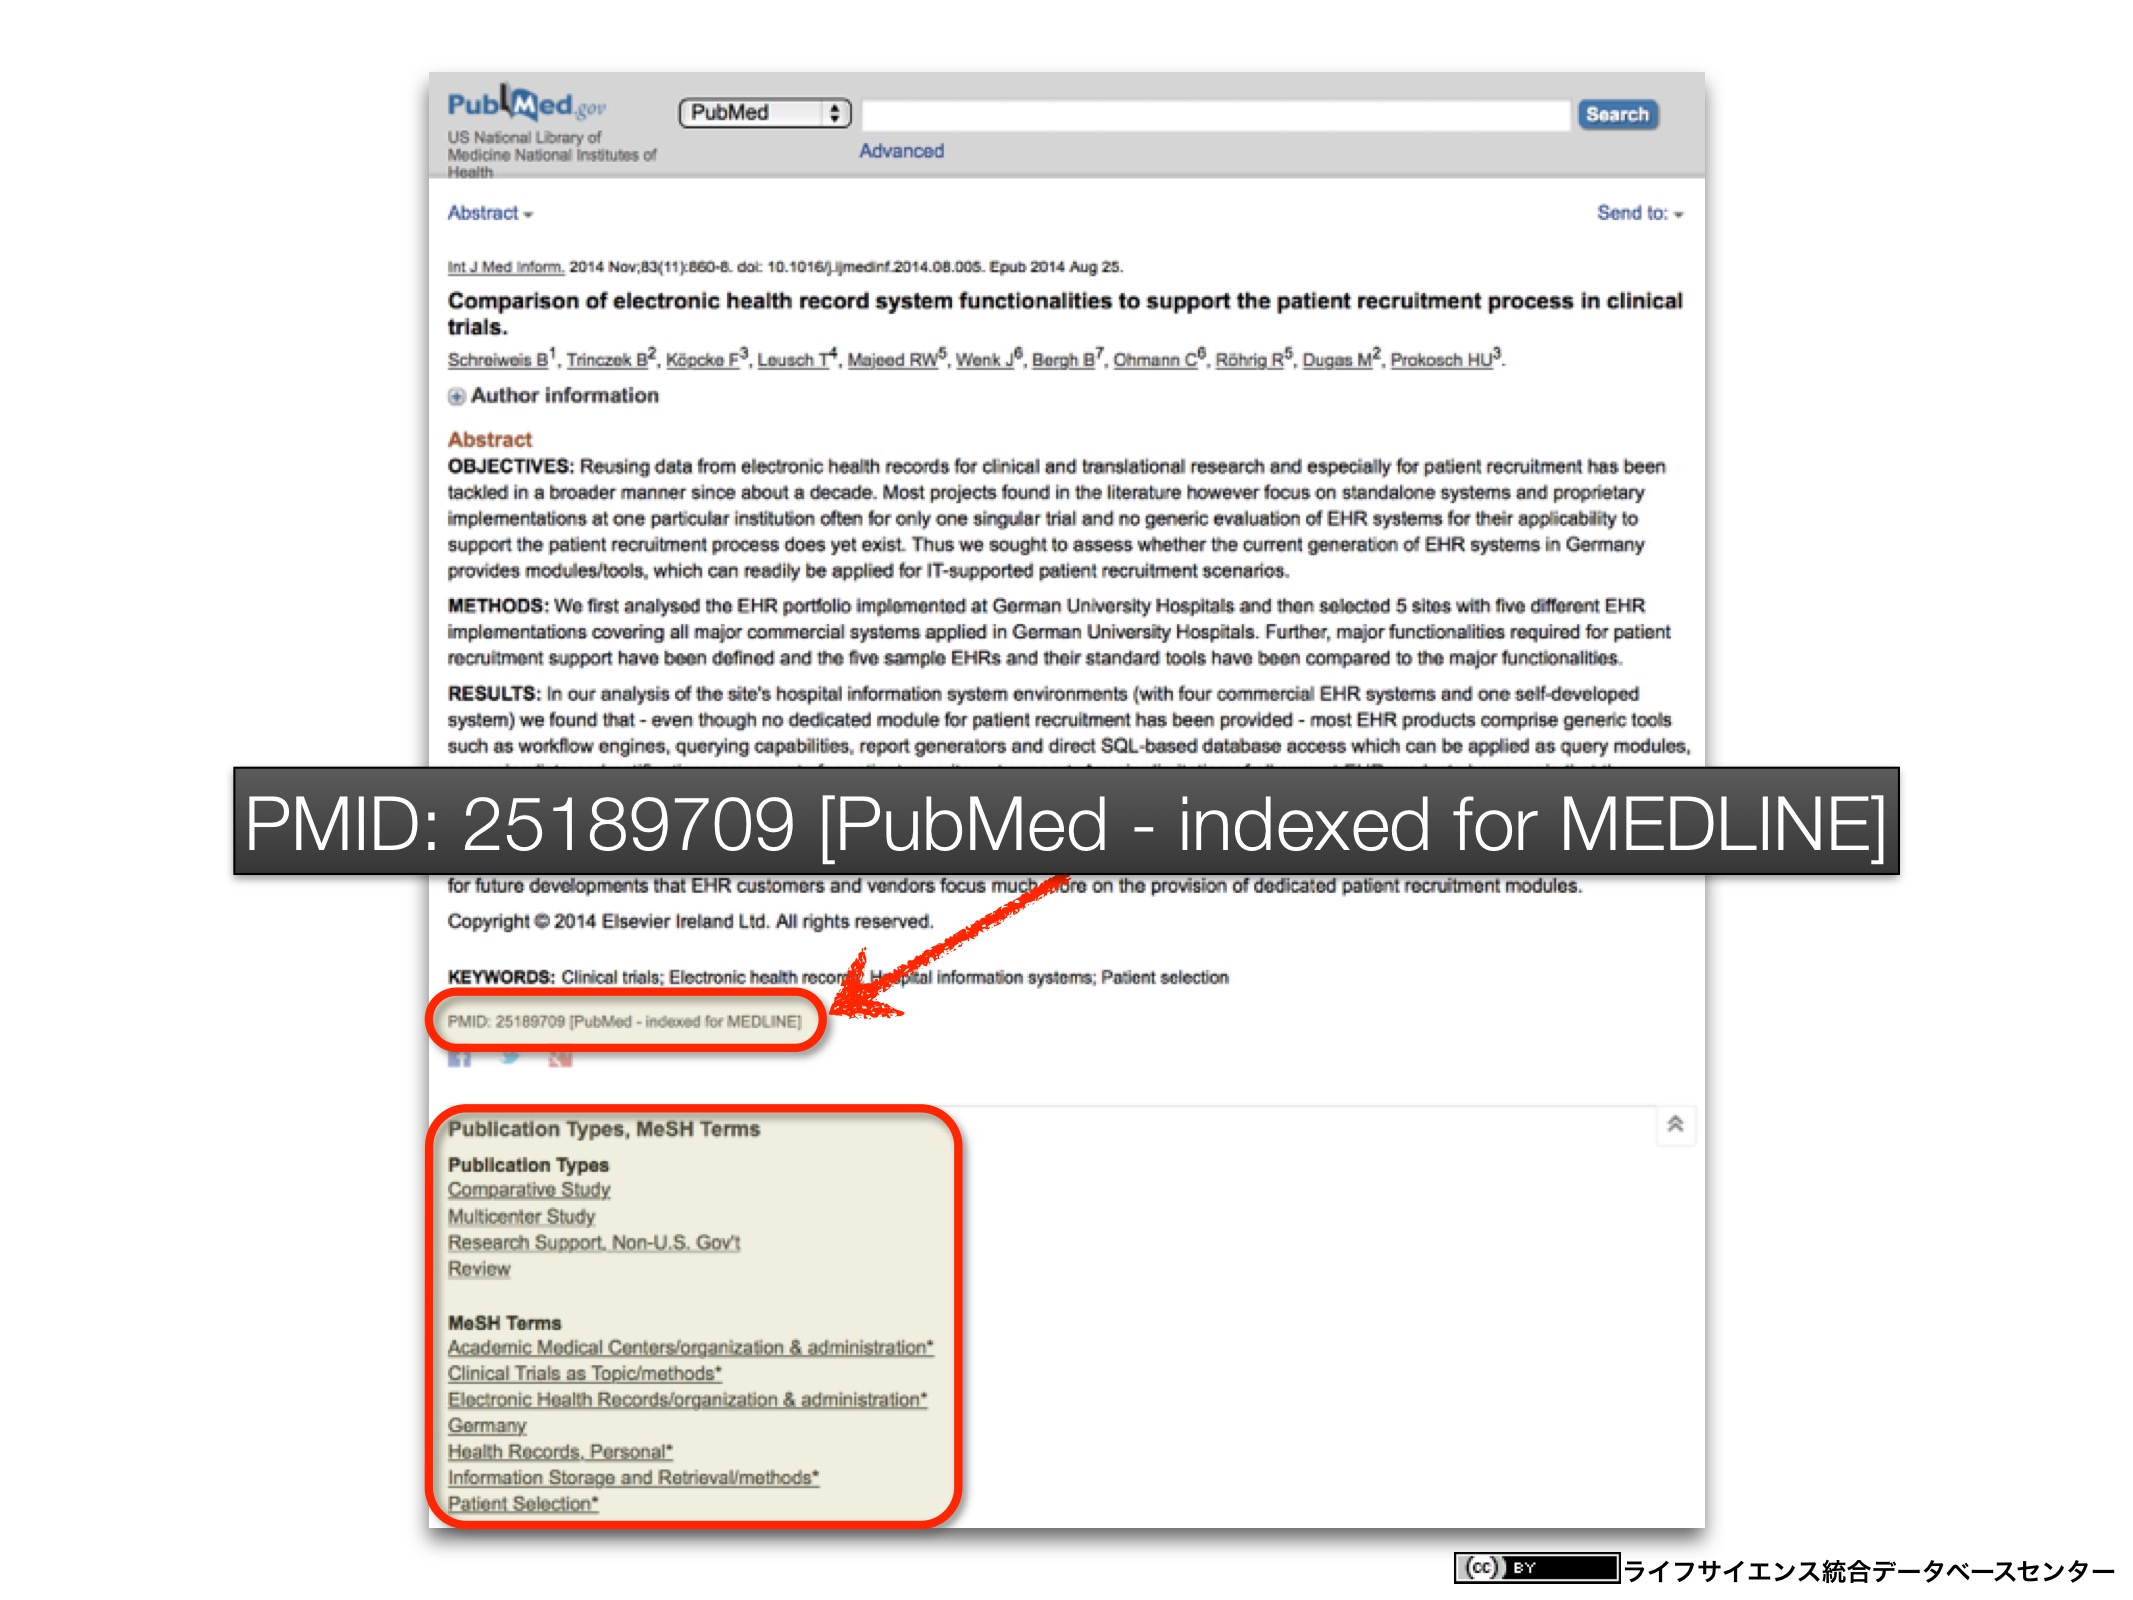 PubMed.gov
US National Library of
Medicine National Institutes of
Health
PubMed
Search
Advanced
Abstract
Send to:
Int J Med Inform. 2014 Nov;83(11):860-8. doi: 10.1016/j.ijmedinf.2014.08.005. Epub 2014 Aug 25.
Comparison of electronic health record system functionalities to support the patient recruitment process in clinical
trials.
Schreiweis B1, Trinczek B2, Köpcke F3, Leusch T4, Majeed RW5, Wenk J6, Bergh B7, Ohmann C6, Röhrig R5, Dugas M2, Prokosch HU3.
Author information
Abstract
OBJECTIVES: Reusing data from electronic health records for clinical and translational research and especially for patient recruitment has been
tackled in a broader manner since about a decade. Most projects found in the literature however focus on standalone systems and proprietary
implementations at one particular institution often for only one singular trial and no generic evaluation of EHR systems for their applicability to
support the patient recruitment process does yet exist. Thus we sought to assess whether the current generation of EHR systems in Germany
provides modules/tools, which can readily be applied for IT-supported patient recruitment scenarios.
METHODS: We first analysed the EHR portfolio implemented at German University Hospitals and then selected 5 sites with five different EHR
implementations covering all major commercial systems applied in German University Hospitals. Further, major functionalities required for patient
recruitment support have been defined and the five sample EHRs and their standard tools have been compared to the major functionalities.
RESULTS: In our analysis of the site's hospital information system environments (with four commercial EHR systems and one self-developed
system) we found that - even though no dedicated module for patient recruitment has been provided - most EHR products comprise generic tools
such as workflow engines, querying capabilities, report generators and direct SQL-based database access which can be applied as query modules,
PMID: 25189709 [PubMed - indexed for MEDLINE]
for future developments that EHR customers and vendors focus much more on the provision of dedicated patient recruitment modules.
Copyright © 2014 Elsevier Ireland Ltd. All rights reserved.
KEYWORDS: Clinical trials; Electronic health records; Hospital information systems; Patient selection
PMID: 25189709 [PubMed - indexed for MEDLINE]
Publication Types, MeSH Terms
Publication Types
Comparative Study
Multicenter Study
Research Support, Non-U.S. Gov't
Review
MeSH Terms
Academic Medical Centers/organization & administration*
Clinical Trials as Topic/methods*
Electronic Health Records/organization & administration*
Germany
Health Records, Personal*
Information Storage and Retrieval/methods*
Patient Selection*
(cc) BY ライフサイエンス統合データベースセンター